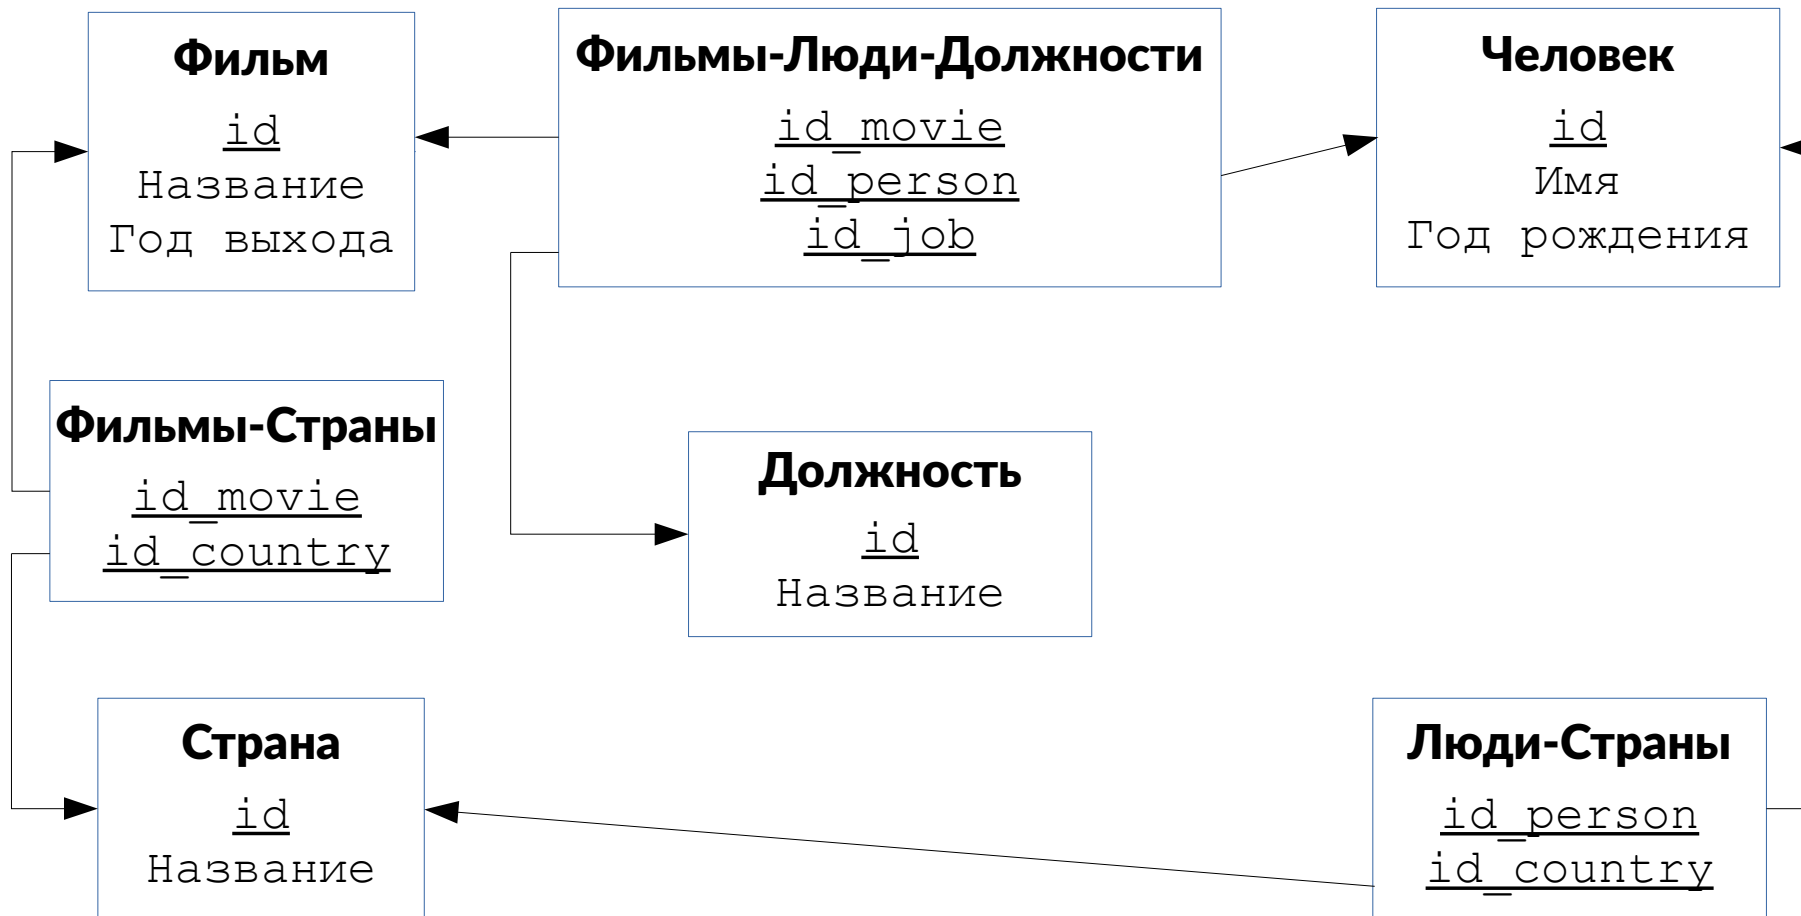 Фильм
id
Название
Год выхода
Фильмы-Люди-Должности
id_movie
id_person
id_job
Человек
id
Имя
Год рождения
Фильмы-Страны
id_movie
id_country
Должность
id
Название
Страна
id
Название
Люди-Страны
id_person
id_country